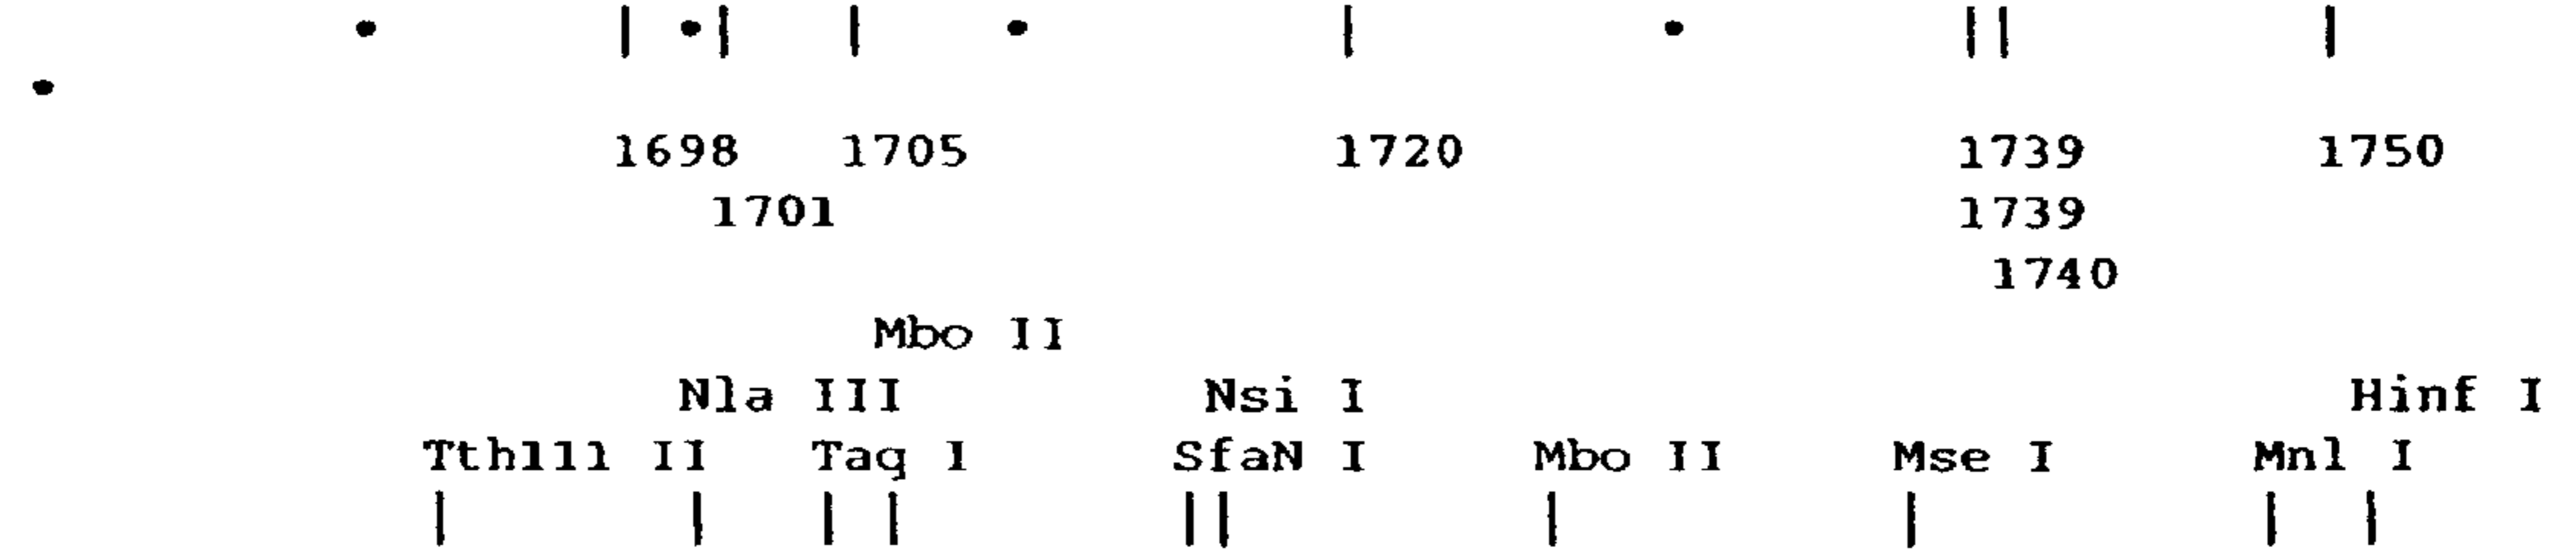 1698 1705 1720 1739 1750
1701 1739
1740
Mbo II
Nla III Nsi I Hinf I
Tth111 II Taq I SfaN I Mbo II Mse I Mnl I